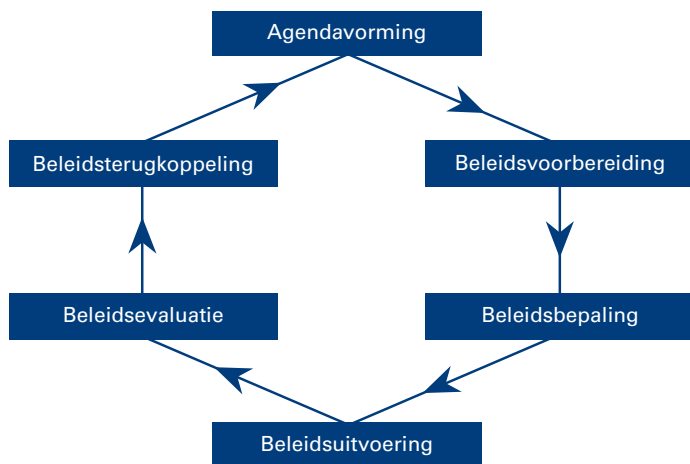 Agendavorming
Beleidsterugkoppeling
Beleidsvoorbereiding
Beleidsevaluatie
Beleidsbepaling
Beleidsuitvoering